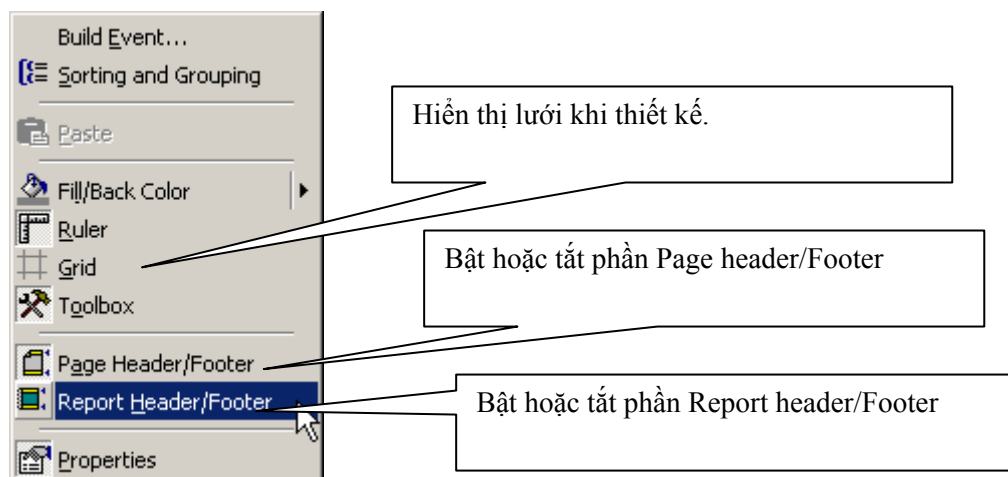 Build Event...
Sorting and Grouping
Paste
Fill/Back Color
Ruler
Grid
Toolbox
Page Header/Footer
Report Header/Footer
Properties
Hiển thị lưới khi thiết kế.
Bật hoặc tắt phần Page header/Footer
Bật hoặc tắt phần Report header/Footer